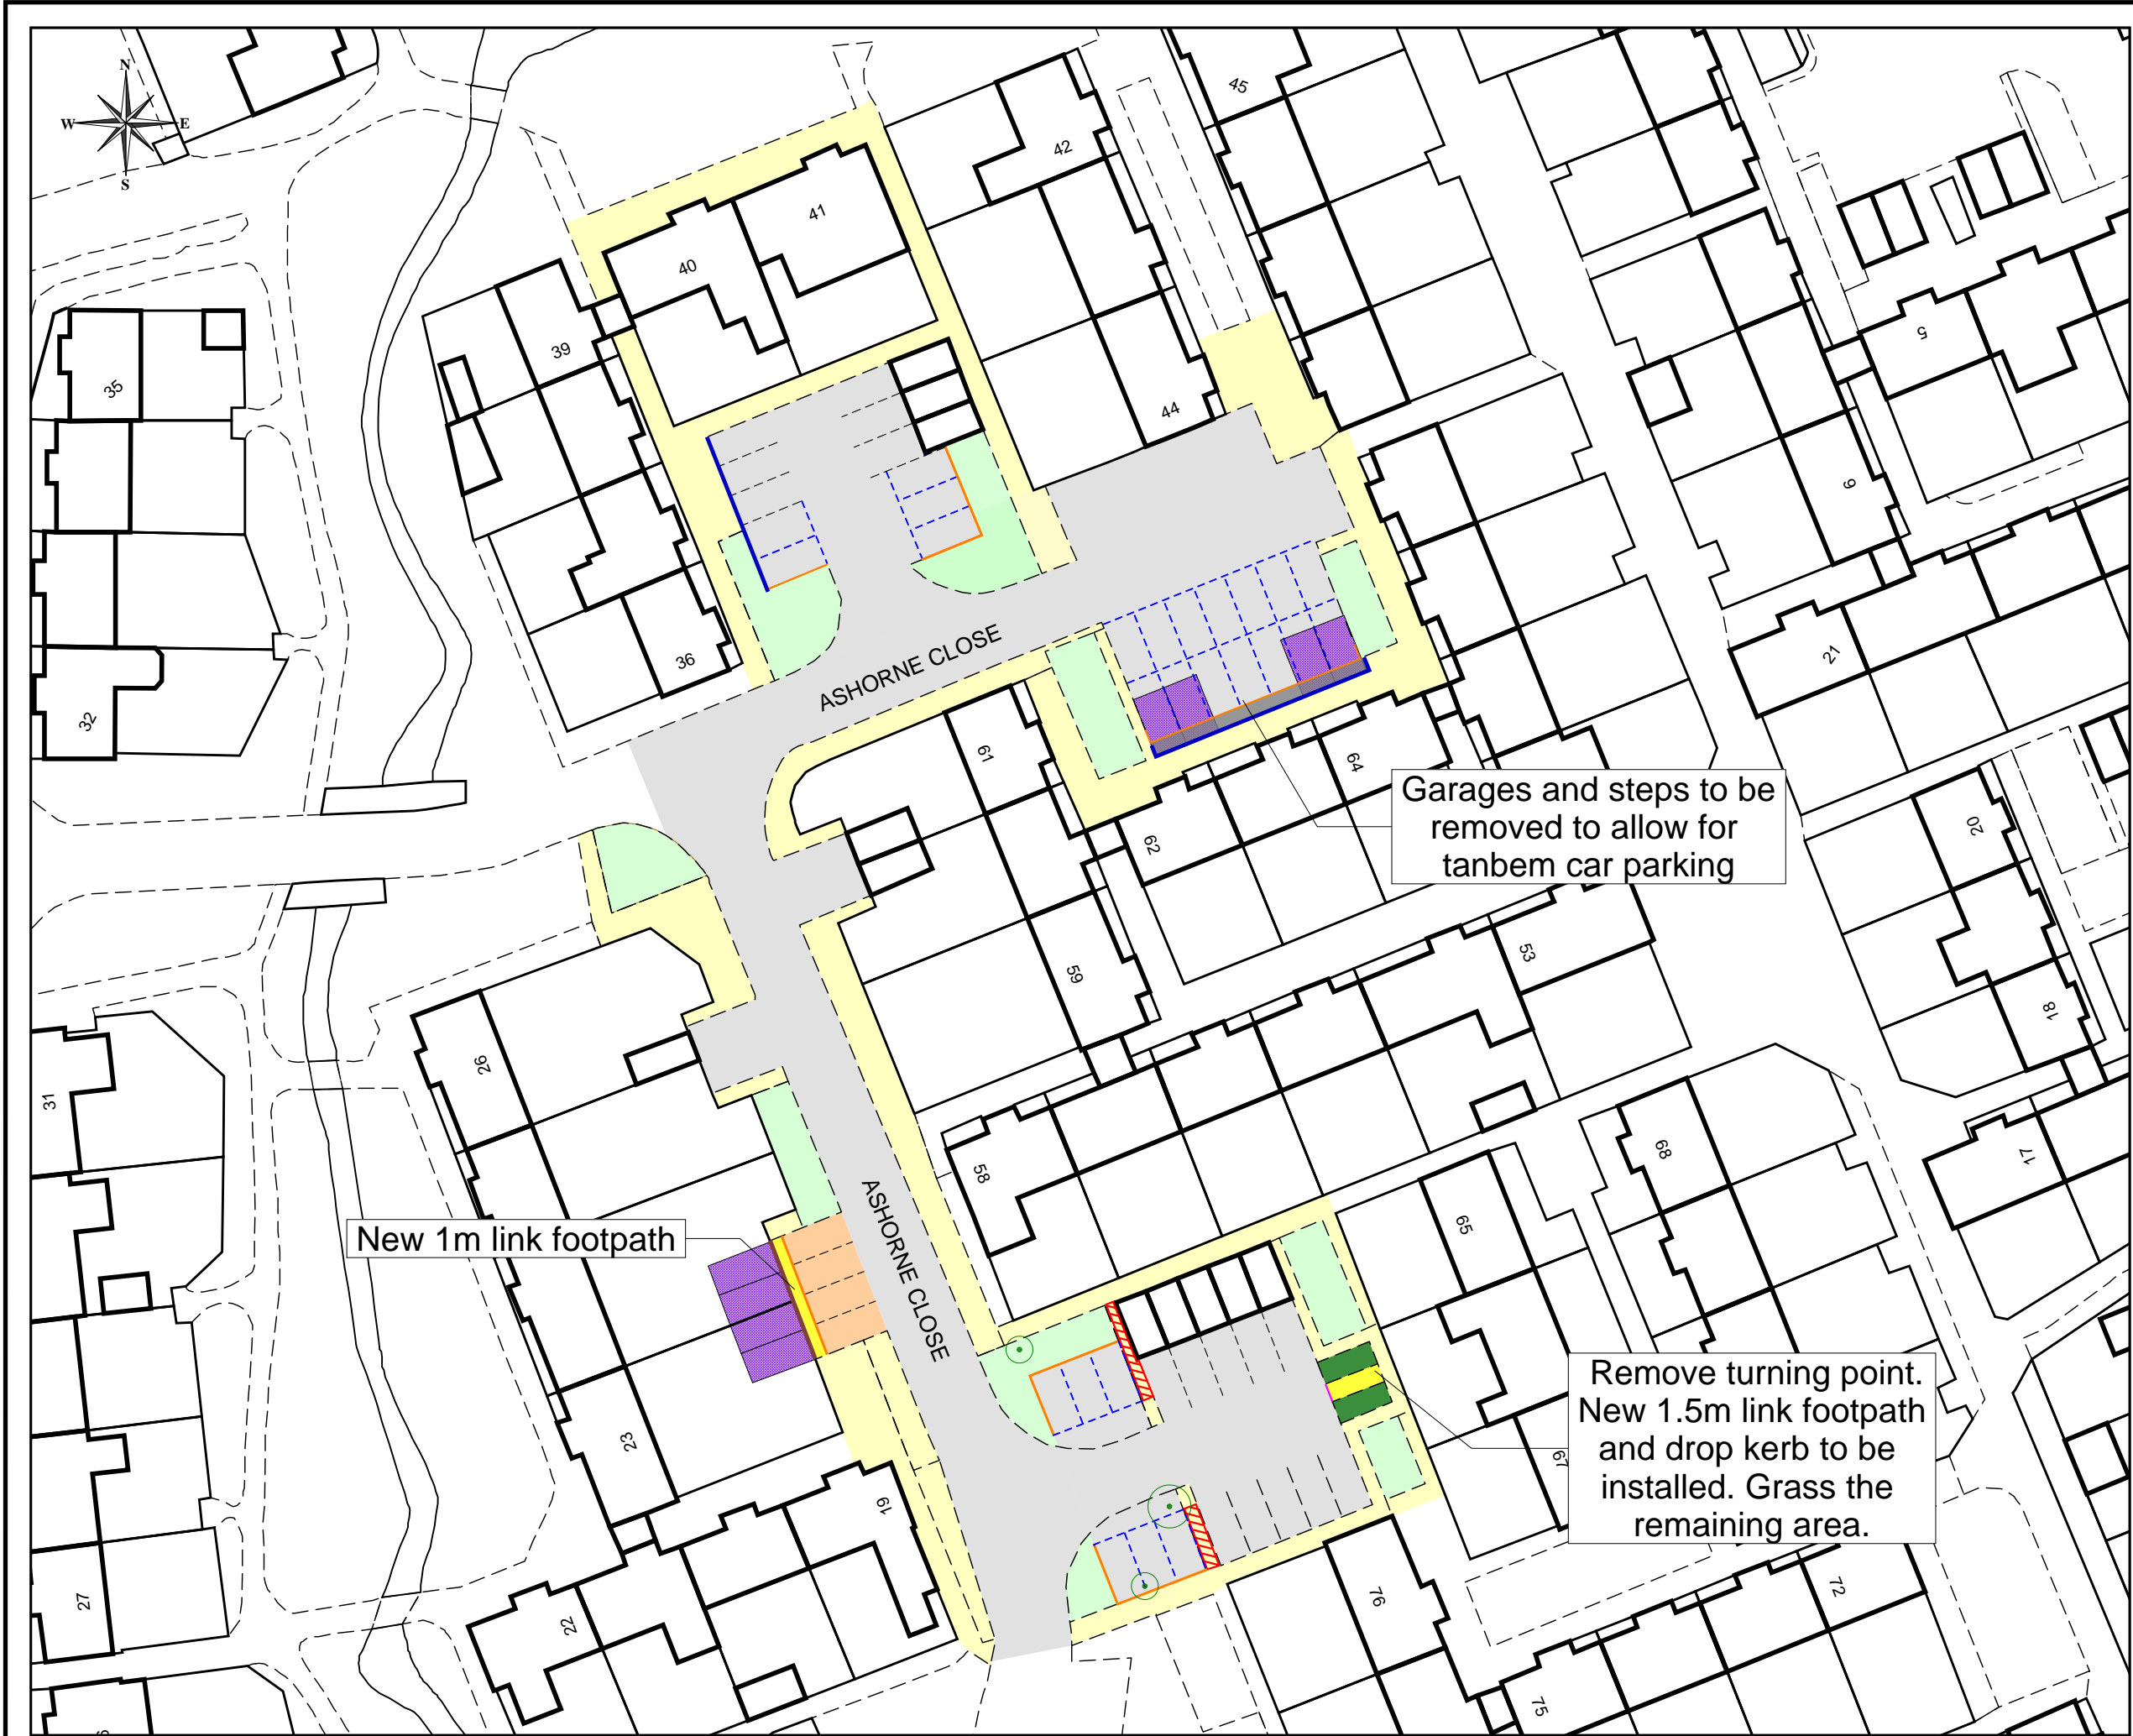 N
W
E
S
45
42
41
40
39
35
5
44
9
36
32
21
ASHORNE CLOSE
61
64
62
20
Garages and steps to be
removed to allow for
tanbem car parking
53
59
18
26
31
68
17
58
65
ASHORNE CLOSE
New 1m link footpath
Remove turning point.
New 1.5m link footpath
and drop kerb to be
installed. Grass the
remaining area.
67
23
19
27
22
76
72
75